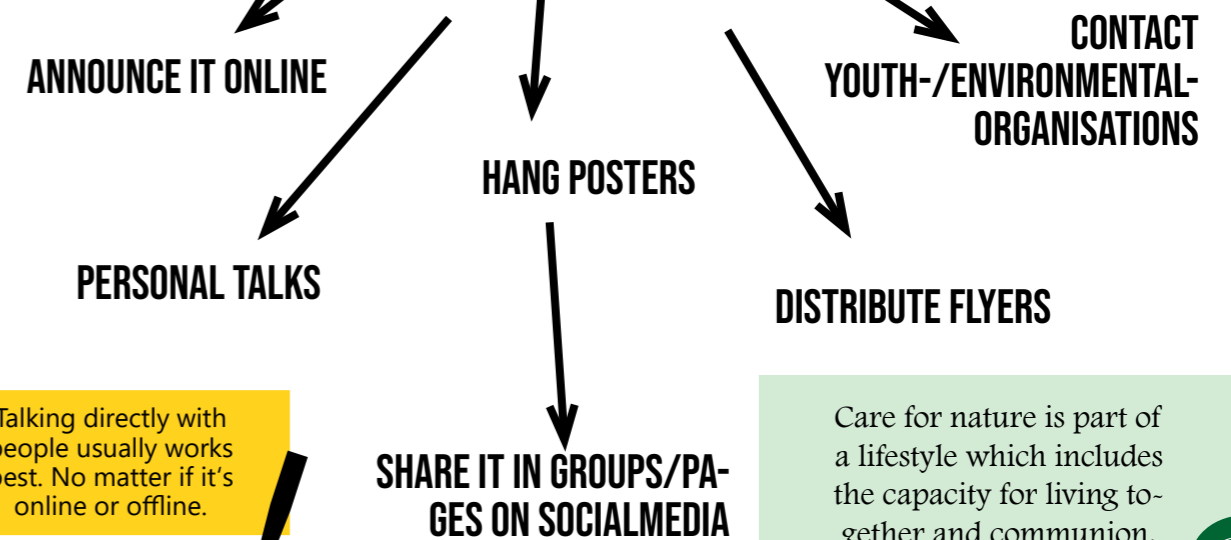 CONTACT
YOUTH-/ENVIRONMENTAL-
ORGANISATIONS
ANNOUNCE IT ONLINE
HANG POSTERS
PERSONAL TALKS
DISTRIBUTE FLYERS
Talking directly with
people usually works
best. No matter if it's
online or offline.
SHARE IT IN GROUPS/PA-
GES ON SOCIALMEDIA
Care for nature is part of
a lifestyle which includes
the capacity for living to-
gether and communion.